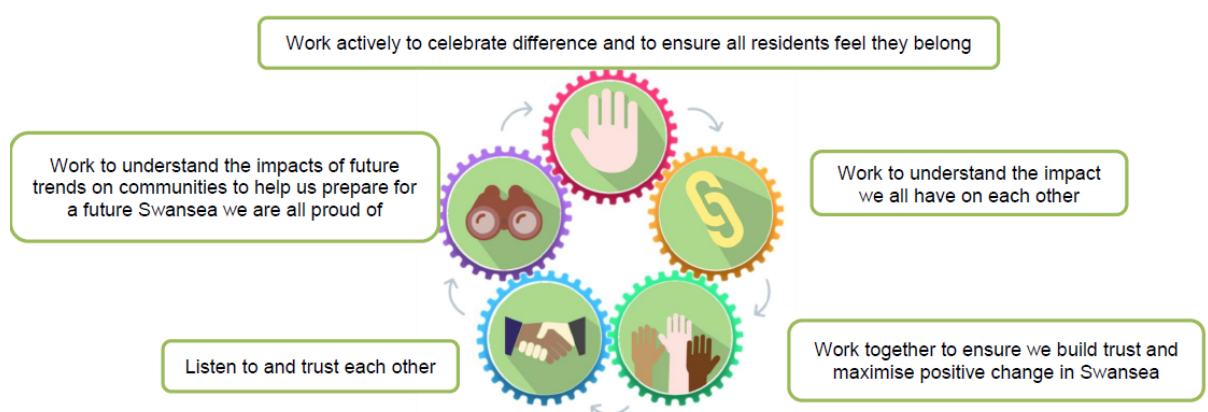 Work actively to celebrate difference and to ensure all residents feel they belong
Work to understand the impacts of future
trends on communities to help us prepare for
a future Swansea we are all proud of
Work to understand the impact
we all have on each other
Listen to and trust each other
Work together to ensure we build trust and
maximise positive change in Swansea